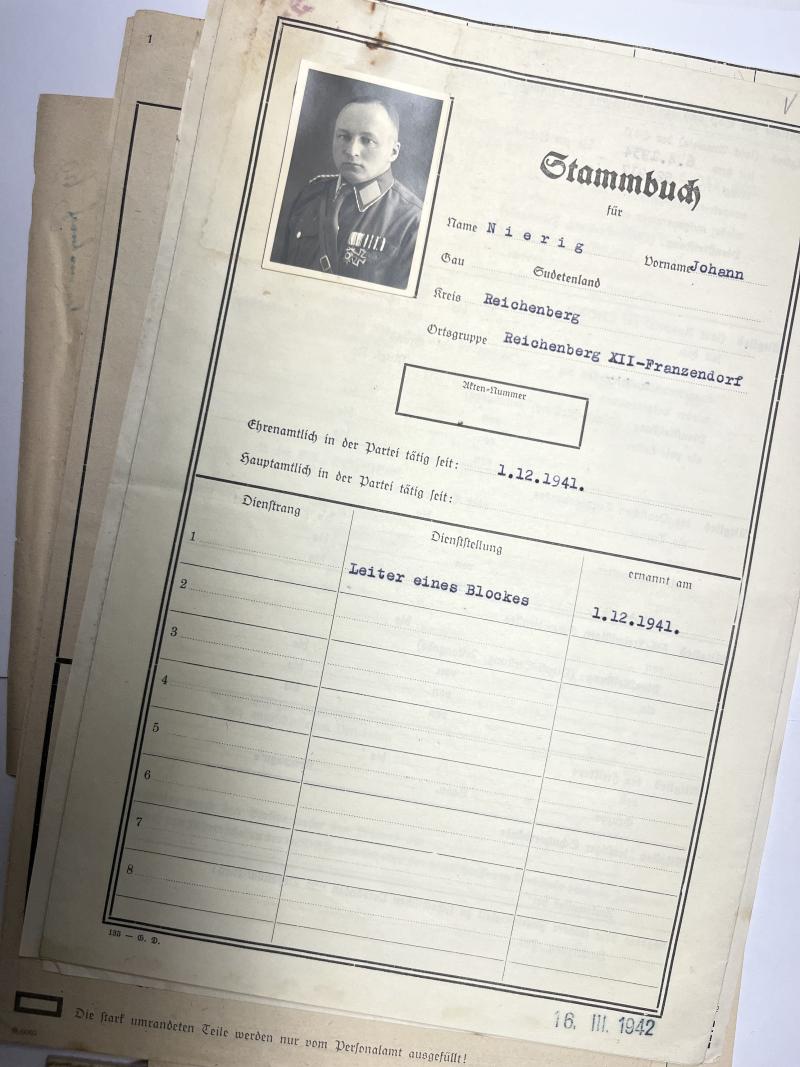 1
Stammbuch
für
Name Nierig Vorname Johann
Gau Sudetenland
Kreis Reichenberg
Ortsgruppe Reichenberg XII-Franzendorf
Akten-Nummer
Ehrenamtlich in der Partei tätig seit: 1.12.1941.
Hauptamtlich in der Partei tätig seit:
Dienstrang Dienststellung ernannt am
1 Leiter eines Blockes 1.12.1941.
2
3
4
5
6
7
8
133 — G. D.
16. III. 1942
Die stark umrandeten Teile werden nur vom Personalamt ausgefüllt!